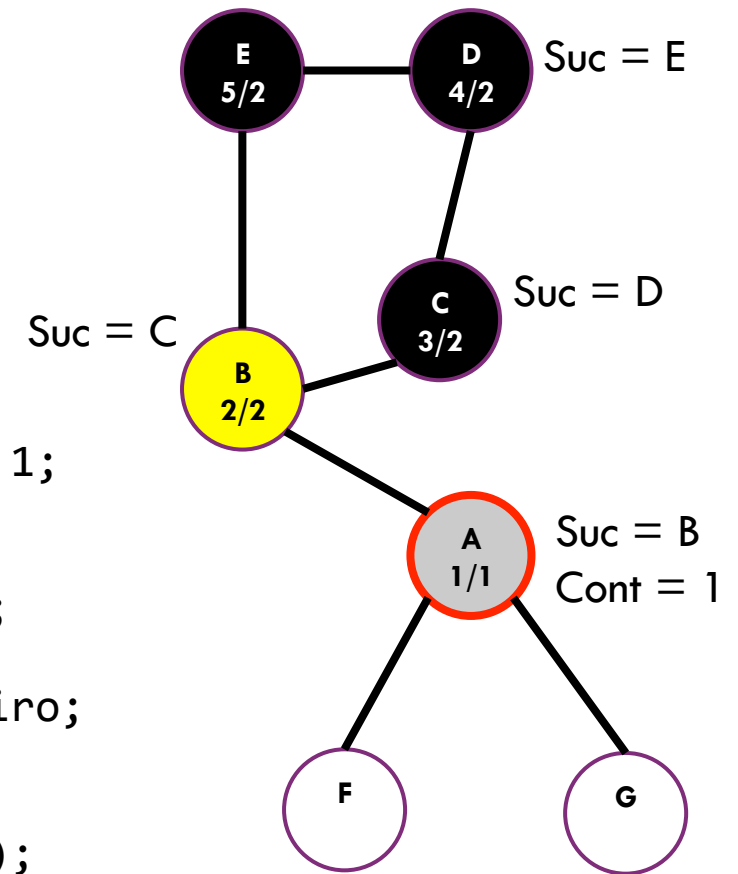 E
5/2
D
4/2
Suc = E
C
3/2
Suc = D
Suc = C
B
2/2
1;
A
1/1
Suc = B
Cont = 1
;
iro;
F
G
);